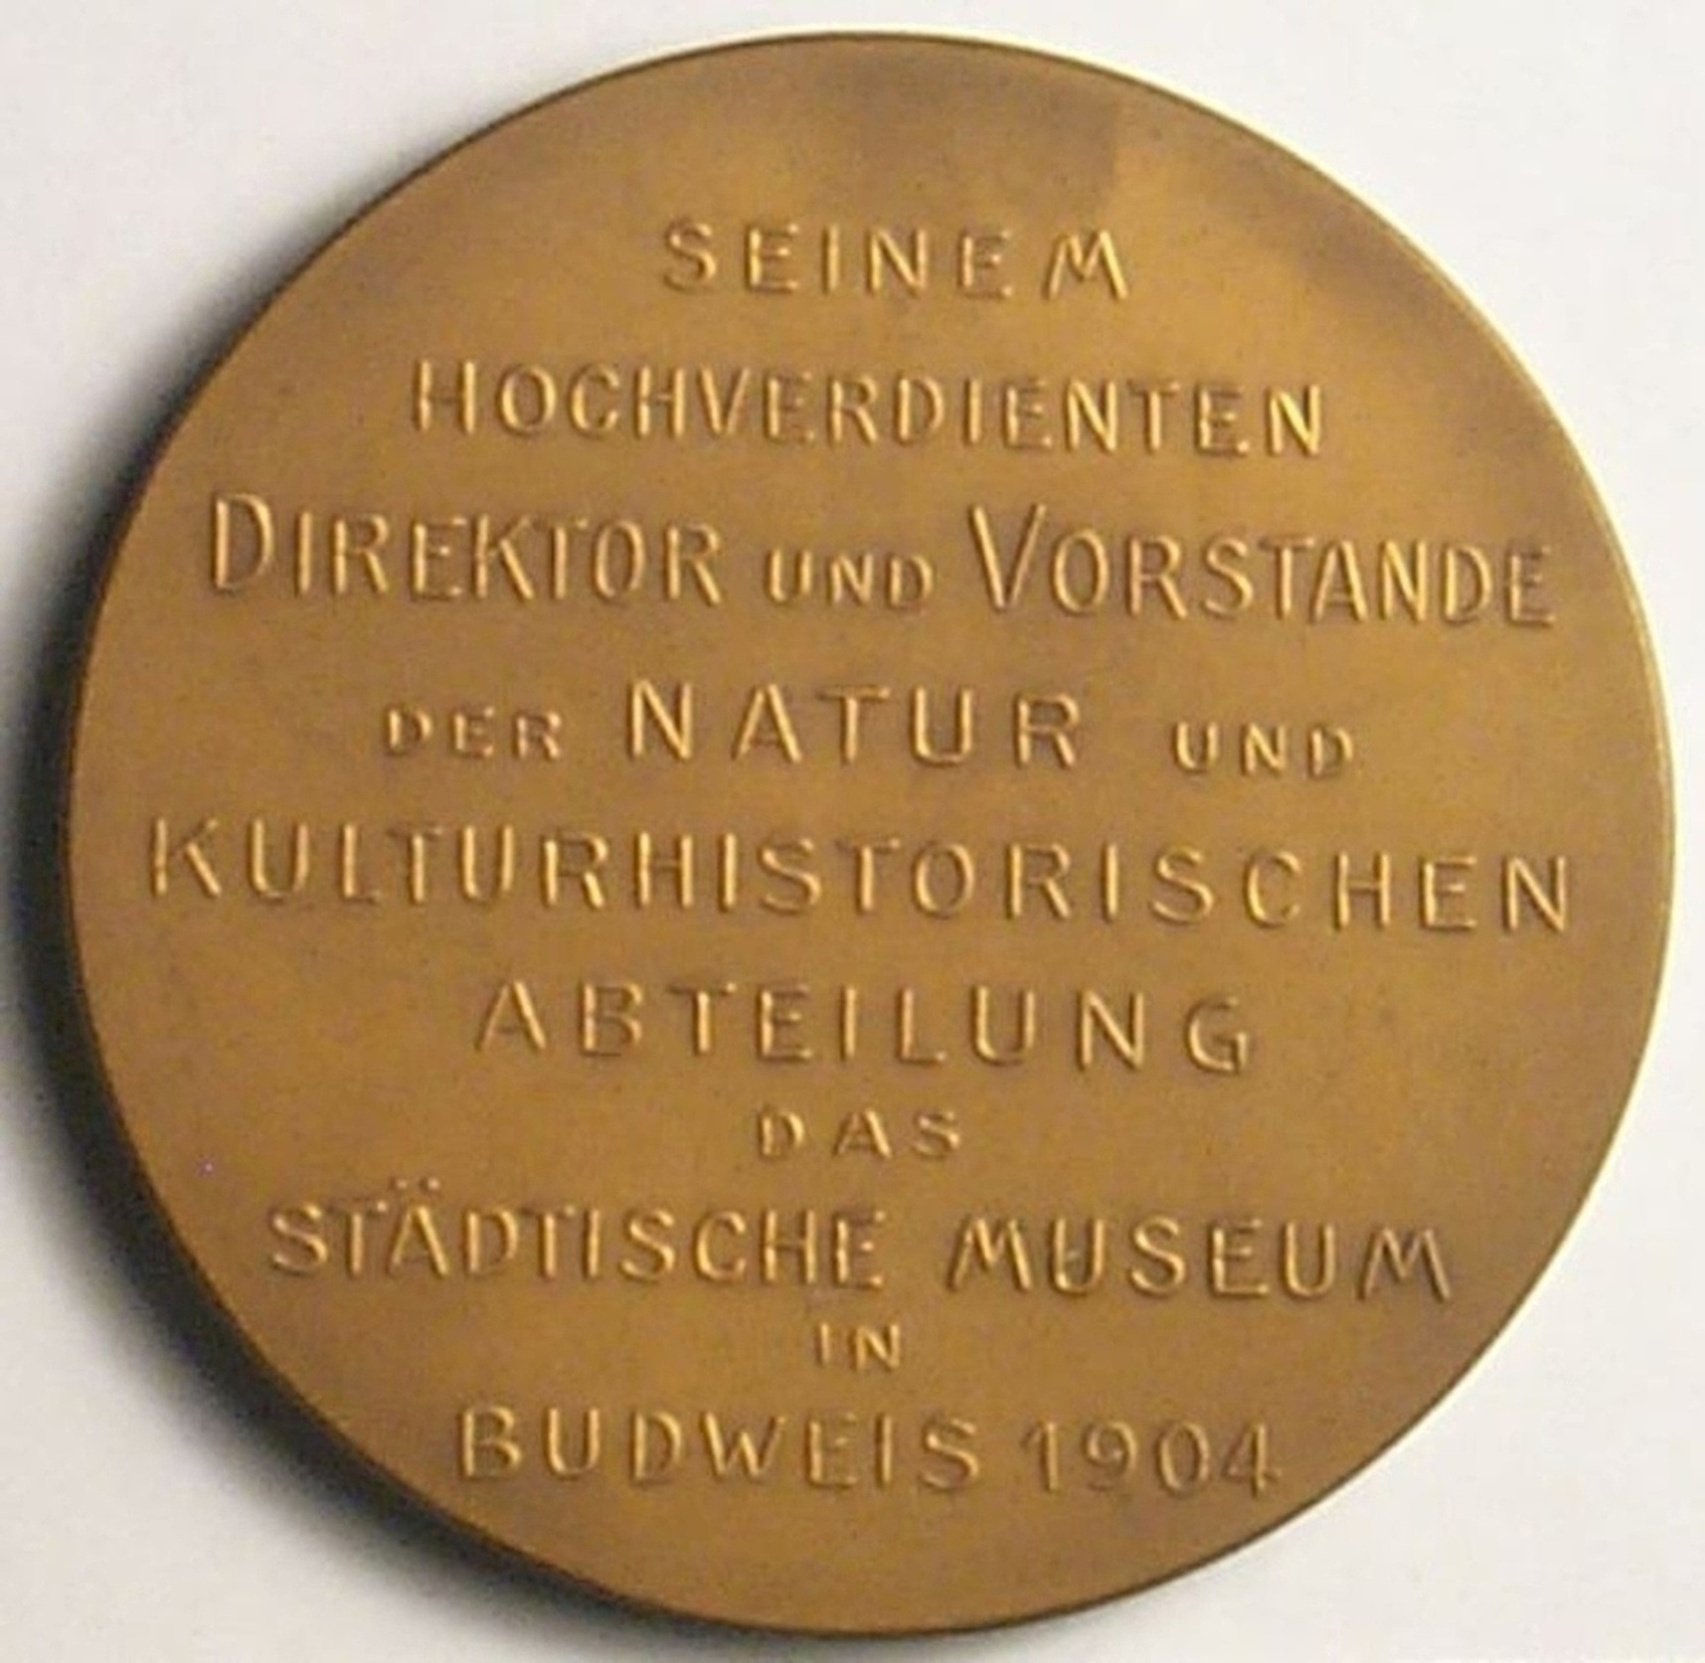 SEINEM
HOCHVERDIENTEN
DIREKTOR UND VORSTANDE
DER NATUR UND
KULTURHISTORISCHEN
ABTEILUNG
DAS
STÄDTISCHE MUSEUM
IN
BUDWEIS 1904